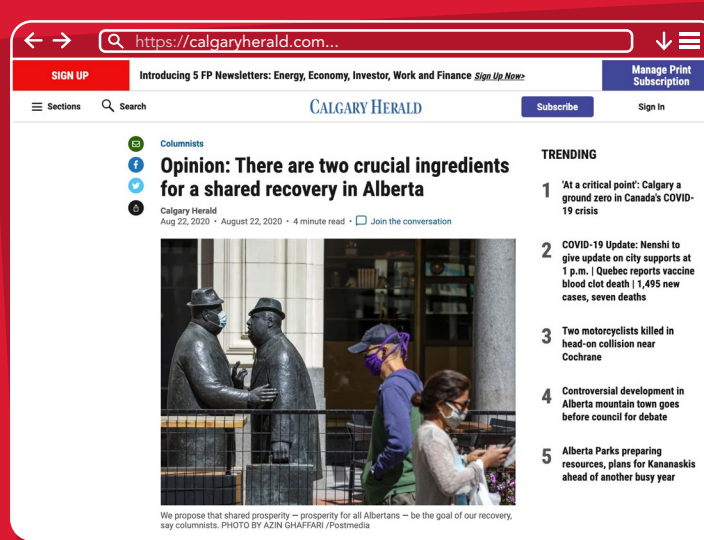 https://calgaryherald.com...
SIGN UP
Introducing 5 FP Newsletters: Energy, Economy, Investor, Work and Finance Sign Up Now>
Manage Print
Subscription
Sections
Search
CALGARY HERALD
Subscribe
Sign In
Columnists
Opinion: There are two crucial ingredients
for a shared recovery in Alberta
Calgary Herald
Aug 22, 2020 • August 22, 2020 • 4 minute read • Join the conversation
We propose that shared prosperity — prosperity for all Albertans — be the goal of our recovery,
say columnists. PHOTO BY AZIN GHAFFARI /Postmedia
TRENDING
1 'At a critical point': Calgary a
ground zero in Canada's COVID-
19 crisis
2 COVID-19 Update: Nenshi to
give update on city supports at
1 p.m. | Quebec reports vaccine
blood clot death | 1,495 new
cases, seven deaths
3 Two motorcyclists killed in
head-on collision near
Cochrane
4 Controversial development in
Alberta mountain town goes
before council for debate
5 Alberta Parks preparing
resources, plans for Kananaskis
ahead of another busy year